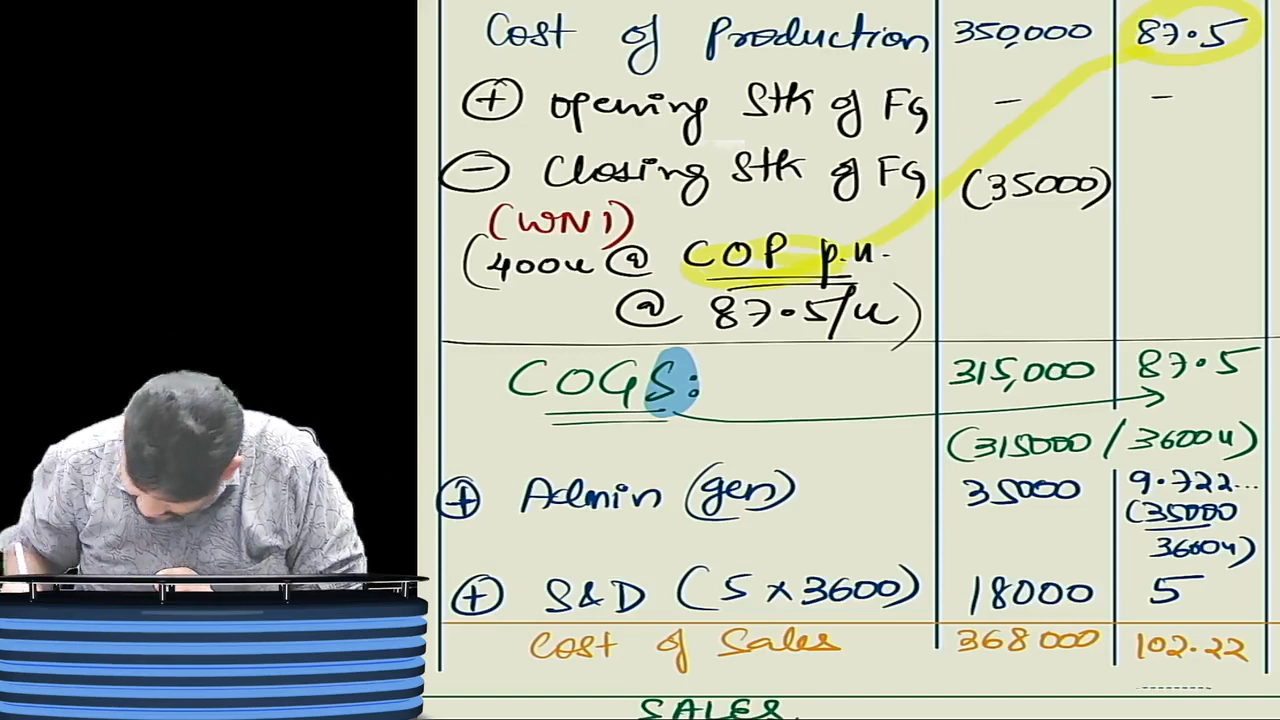 Cost of Production 350,000 87.5
(+) opening Stk of FG - -
(-) Closing Stk of FG (35000)
(WN1)
(400u @ COP p.u.
@ 87.5/u)
COGS: 315,000 87.5
(315000 / 3600u)
(+) Admin (gen) 35000 9.722...
(35000
3600u)
(+) S&D (5 x 3600) 18000 5
Cost of Sales 368000 102.22
SALES